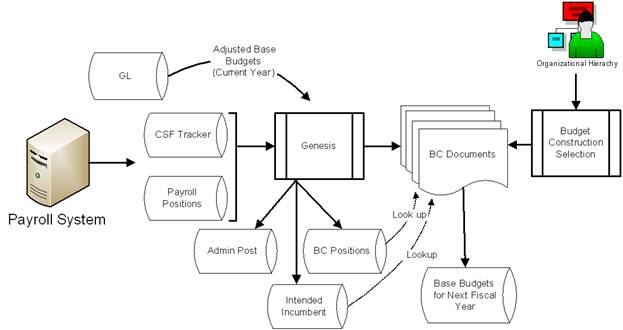 GL
Adjusted Base
Budgets
(Current Year)
Organizational Hierachy
CSF Tracker
Genesis
BC Documents
Budget
Construction
Selection
Payroll
Positions
Payroll System
Look up
Admin Post
BC Positions
Lookup
Intended
Incumbent
Base Budgets
for Next Fiscal
Year